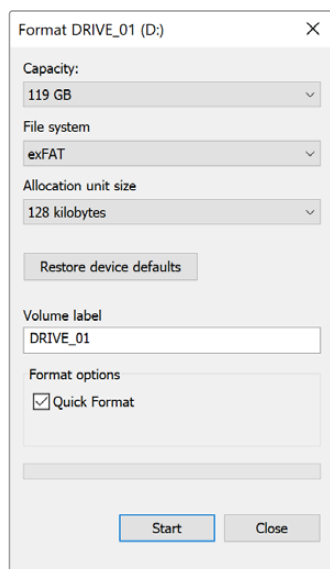 Format DRIVE_01 (D:)
Capacity:
119 GB
File system
exFAT
Allocation unit size
128 kilobytes
Restore device defaults
Volume label
DRIVE_01
Format options
Quick Format
Start Close